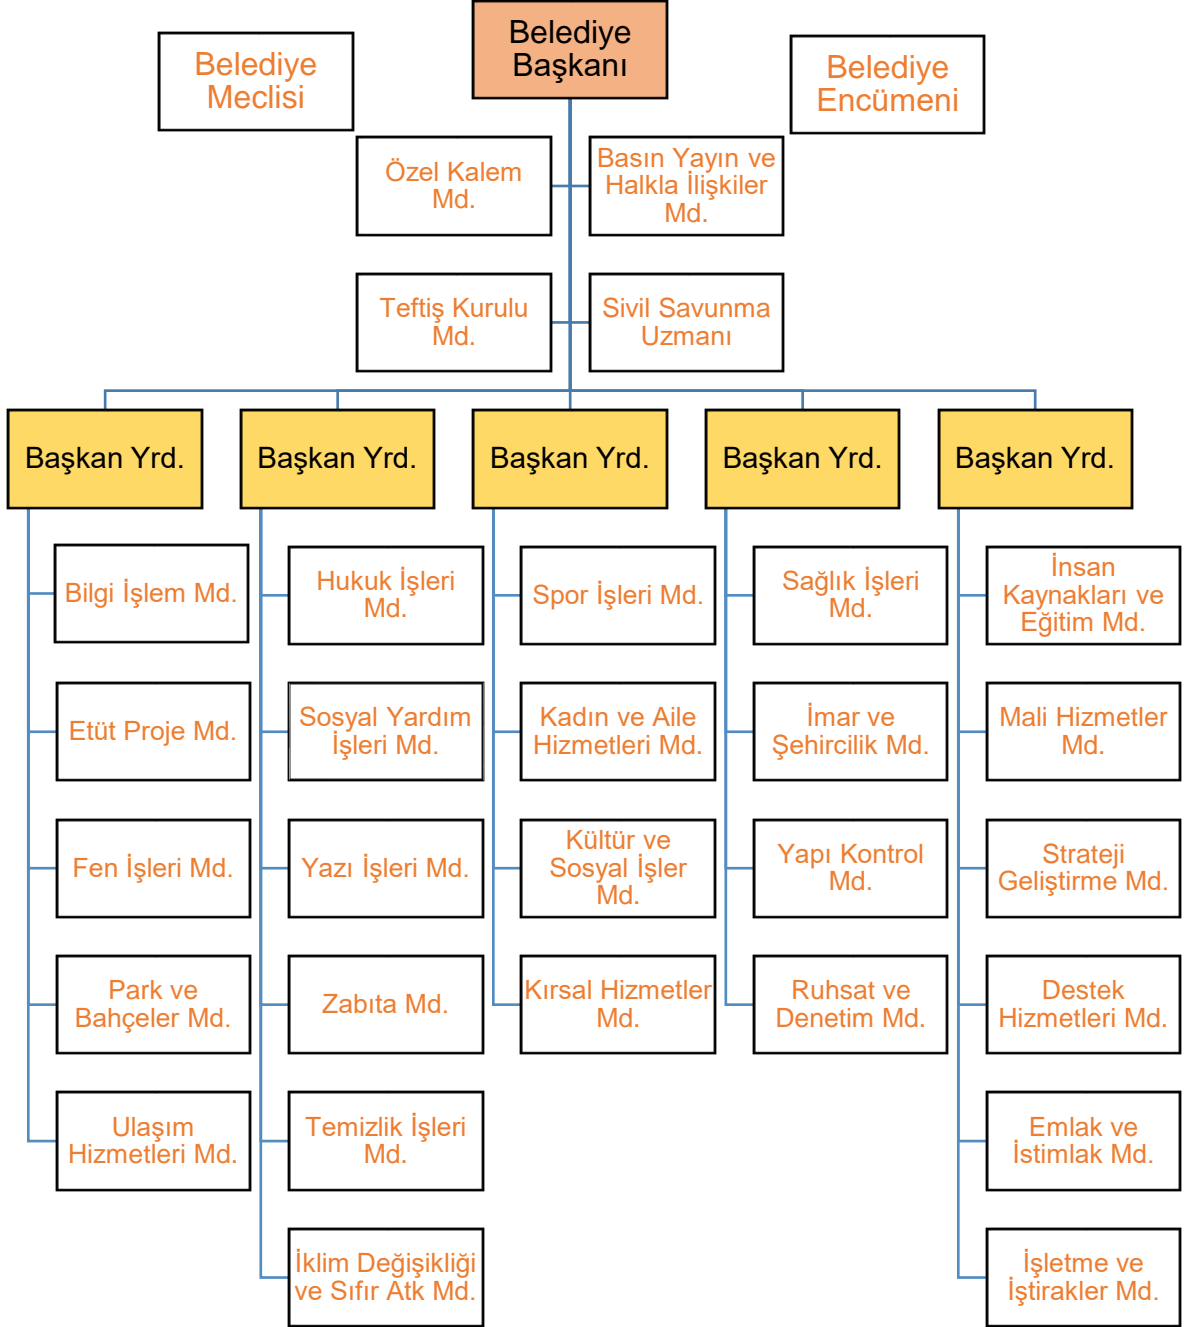 Belediye
Başkanı
Belediye
Meclisi
Belediye
Encümeni
Özel Kalem
Md.
Basın Yayın ve
Halkla İlişkiler
Md.
Teftiş Kurulu
Md.
Sivil Savunma
Uzmanı
Başkan Yrd.
Başkan Yrd.
Başkan Yrd.
Başkan Yrd.
Başkan Yrd.
Bilgi İşlem Md.
Etüt Proje Md.
Fen İşleri Md.
Park ve
Bahçeler Md.
Ulaşım
Hizmetleri Md.
Hukuk İşleri
Md.
Sosyal Yardım
İşleri Md.
Yazı İşleri Md.
Zabıta Md.
Temizlik İşleri
Md.
İklim Değişikliği
ve Sıfır Atk Md.
Spor İşleri Md.
Kadın ve Aile
Hizmetleri Md.
Kültür ve
Sosyal İşler
Md.
Kırsal Hizmetler
Md.
Sağlık İşleri
Md.
İmar ve
Şehircilik Md.
Yapı Kontrol
Md.
Ruhsat ve
Denetim Md.
İnsan
Kaynakları ve
Eğitim Md.
Mali Hizmetler
Md.
Strateji
Geliştirme Md.
Destek
Hizmetleri Md.
Emlak ve
İstimlak Md.
İşletme ve
İştirakler Md.